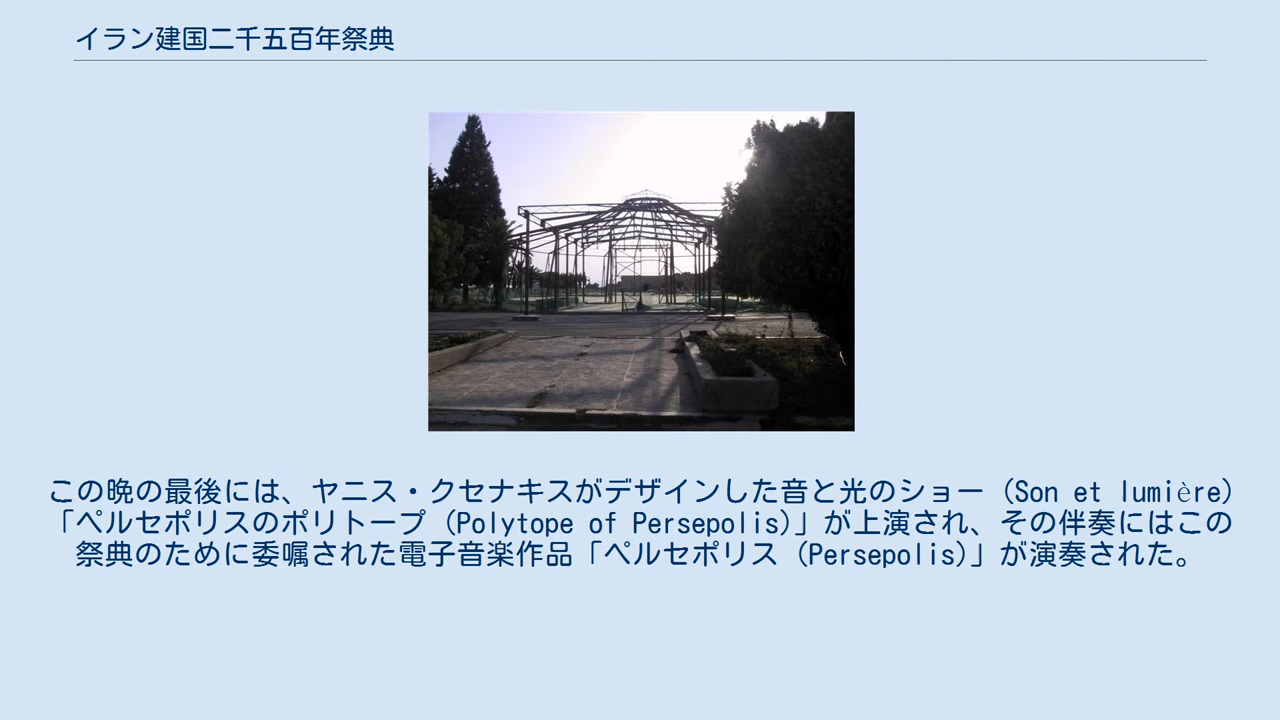 イラン建国二千五百年祭典
この晩の最後には、ヤニス・クセナキスがデザインした音と光のショー（Son et lumière）
「ペルセポリスのポリトープ（Polytope of Persepolis)」が上演され、その伴奏にはこの
祭典のために委嘱された電子音楽作品「ペルセポリス（Persepolis)」が演奏された。